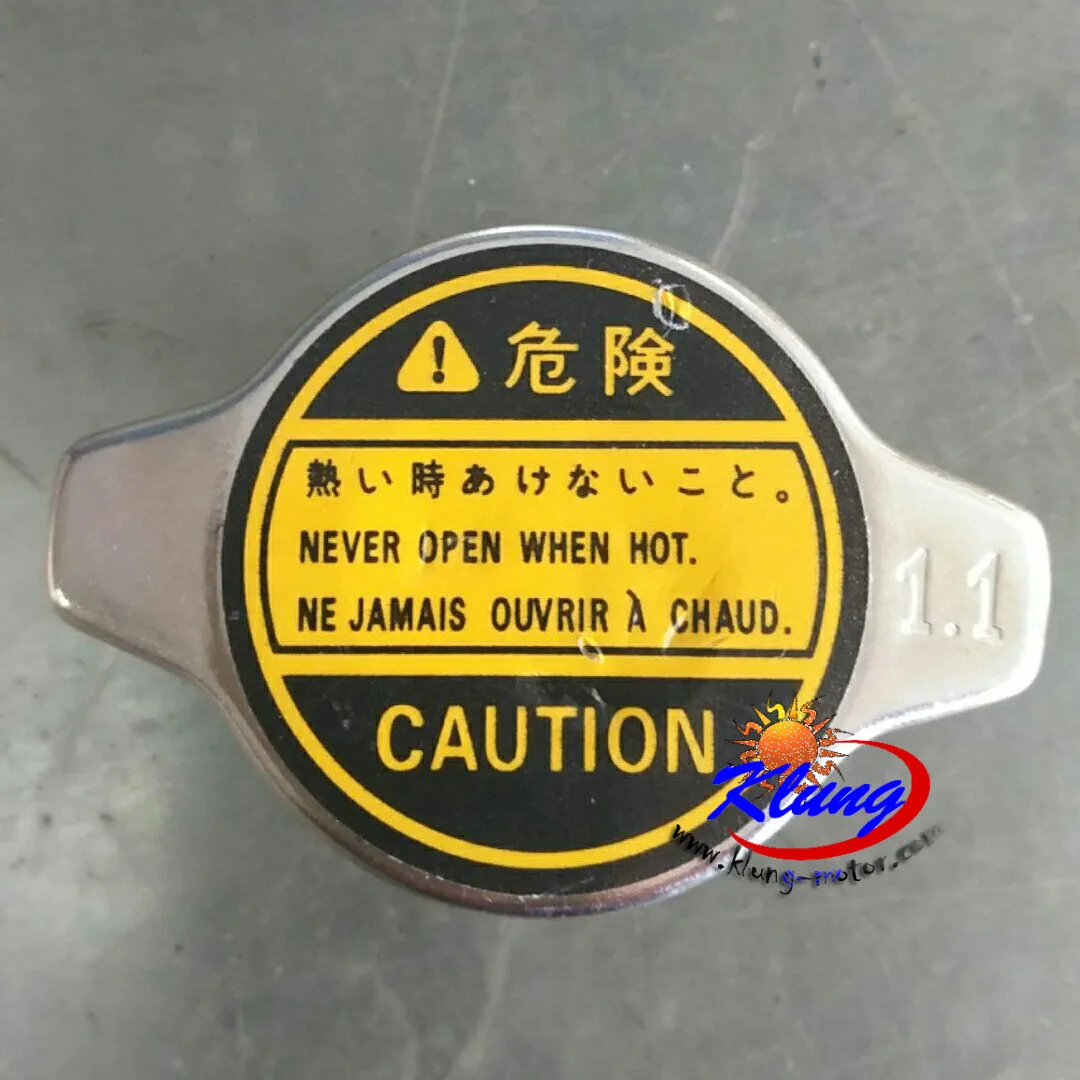 危険
熱い時あけないこと。
NEVER OPEN WHEN HOT.
NE JAMAIS OUVRIR À CHAUD.
1.1
CAUTION
Klung
www.klung-motor.com